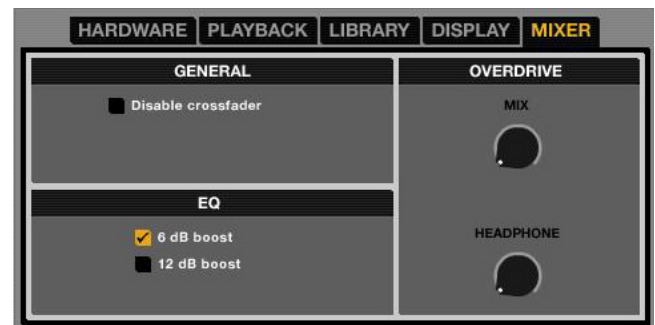 HARDWARE PLAYBACK LIBRARY DISPLAY MIXER
GENERAL
Disable crossfader
EQ
6 dB boost
12 dB boost
OVERDRIVE
MIX
HEADPHONE